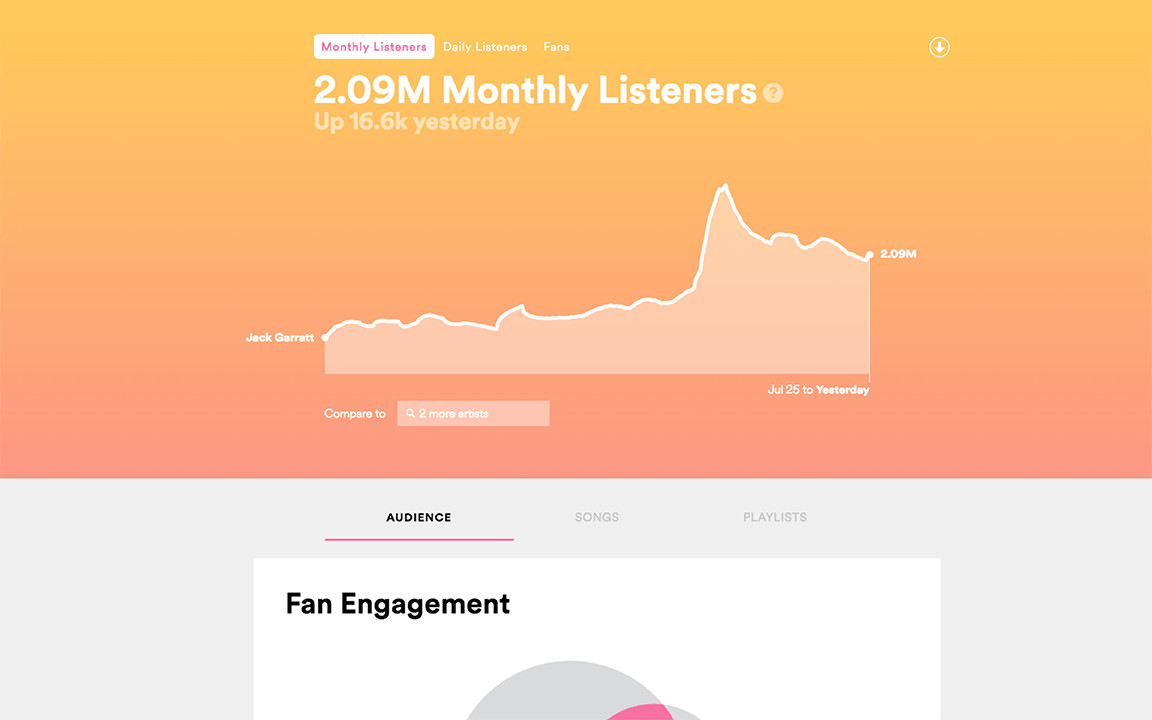 Monthly Listeners Daily Listeners Fans
2.09M Monthly Listeners ?
Up 16.6k yesterday
2.09M
Jack Garratt
Jul 25 to Yesterday
Compare to 2 more artists
AUDIENCE SONGS PLAYLISTS
Fan Engagement